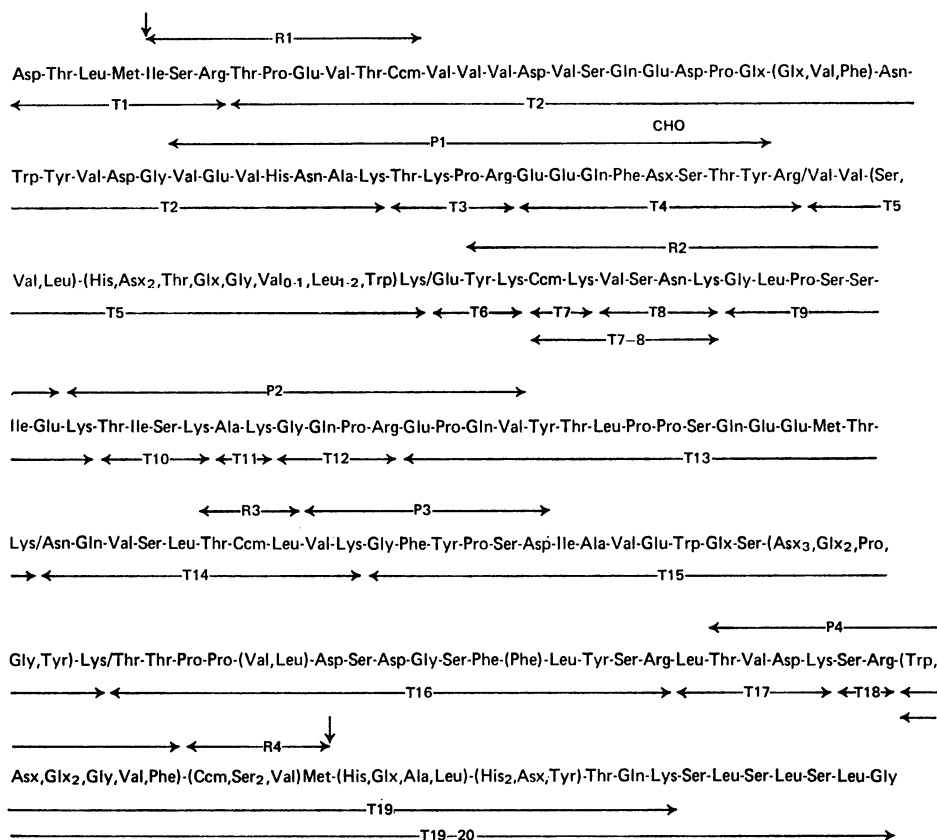 R1
Asp-Thr-Leu-Met-Ile-Ser-Arg-Thr-Pro-Glu-Val-Thr-Ccm-Val-Val-Val-Asp-Val-Ser-Gln-Glu-Asp-Pro-Glx-(Glx,Val,Phe)-Asn-
T1 T2
P1 CHO
Trp-Tyr-Val-Asp-Gly-Val-Glu-Val-His-Asn-Ala-Lys-Thr-Lys-Pro-Arg-Glu-Glu-Gln-Phe-Asx-Ser-Thr-Tyr-Arg/Val-Val-(Ser,
T2 T3 T4 T5
R2
Val,Leu)-(His,Asx2,Thr,Glx,Gly,Val0-1,Leu1-2,Trp)Lys/Glu-Tyr-Lys-Ccm-Lys-Val-Ser-Asn-Lys-Gly-Leu-Pro-Ser-Ser-
T5 T6 T7 T8 T9
T7-8
P2
Ile-Glu-Lys-Thr-Ile-Ser-Lys-Ala-Lys-Gly-Gln-Pro-Arg-Glu-Pro-Gln-Val-Tyr-Thr-Leu-Pro-Pro-Ser-Gln-Glu-Glu-Met-Thr-
T10 T11 T12 T13
R3 P3
Lys/Asn-Gln-Val-Ser-Leu-Thr-Ccm-Leu-Val-Lys-Gly-Phe-Tyr-Pro-Ser-Asp-Ile-Ala-Val-Glu-Trp-Glx-Ser-(Asx3,Glx2,Pro,
T14 T15
P4
Gly,Tyr)-Lys/Thr-Thr-Pro-Pro-(Val,Leu)-Asp-Ser-Asp-Gly-Ser-Phe-(Phe)-Leu-Tyr-Ser-Arg-Leu-Thr-Val-Asp-Lys-Ser-Arg-(Trp,
T16 T17 T18
R4
Asx,Glx2,Gly,Val,Phe)-(Ccm,Ser2,Val)Met-(His,Glx,Ala,Leu)-(His2,Asx,Tyr)-Thr-Gln-Lys-Ser-Leu-Ser-Leu-Ser-Leu-Gly
T19
T19-20